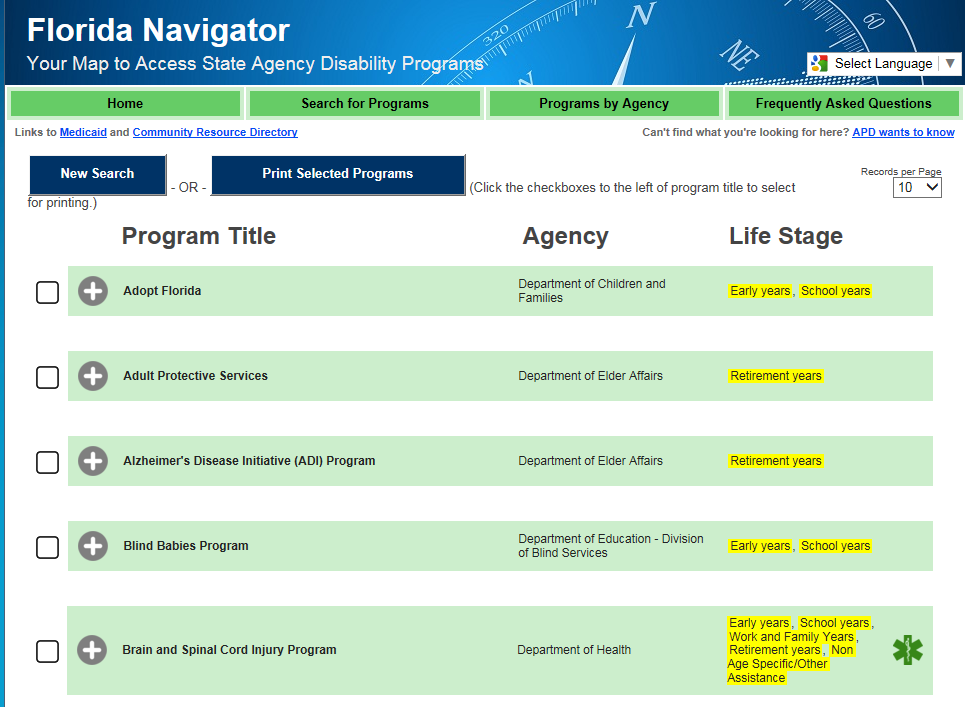 Florida Navigator
Your Map to Access State Agency Disability Programs
320
N
N
NE
60
Select Language ▼
Home
Search for Programs
Programs by Agency
Frequently Asked Questions
Links to Medicaid and Community Resource Directory
Can't find what you're looking for here? APD wants to know
New Search - OR - Print Selected Programs (Click the checkboxes to the left of program title to select
for printing.)
Records per Page
10
Program Title
Agency
Life Stage
Adopt Florida
Department of Children and
Families
Early years, School years
Adult Protective Services
Department of Elder Affairs
Retirement years
Alzheimer's Disease Initiative (ADI) Program
Department of Elder Affairs
Retirement years
Blind Babies Program
Department of Education - Division
of Blind Services
Early years, School years
Brain and Spinal Cord Injury Program
Department of Health
Early years, School years,
Work and Family Years,
Retirement years, Non
Age Specific/Other
Assistance